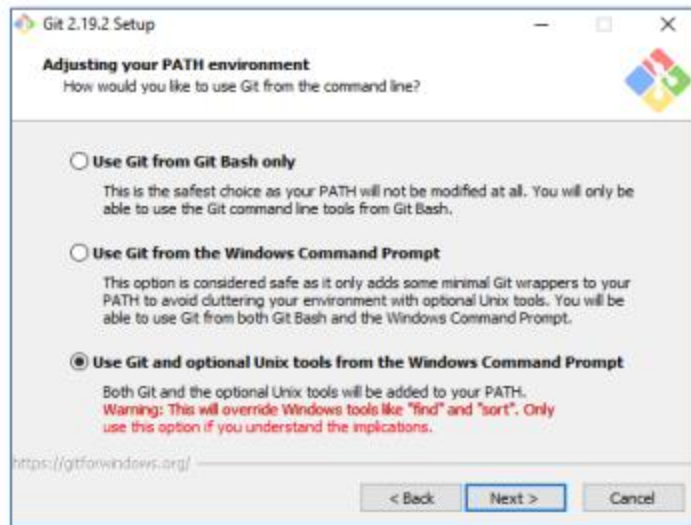 Git 2.19.2 Setup
Adjusting your PATH environment
How would you like to use Git from the command line?
Use Git from Git Bash only
This is the safest choice as your PATH will not be modified at all. You will only be
able to use the Git command line tools from Git Bash.
Use Git from the Windows Command Prompt
This option is considered safe as it only adds some minimal Git wrappers to your
PATH to avoid cluttering your environment with optional Unix tools. You will be
able to use Git from both Git Bash and the Windows Command Prompt.
Use Git and optional Unix tools from the Windows Command Prompt
Both Git and the optional Unix tools will be added to your PATH.
Warning: This will override Windows tools like "find" and "sort". Only
use this option if you understand the implications.
https://gitforwindows.org/
< Back Next > Cancel